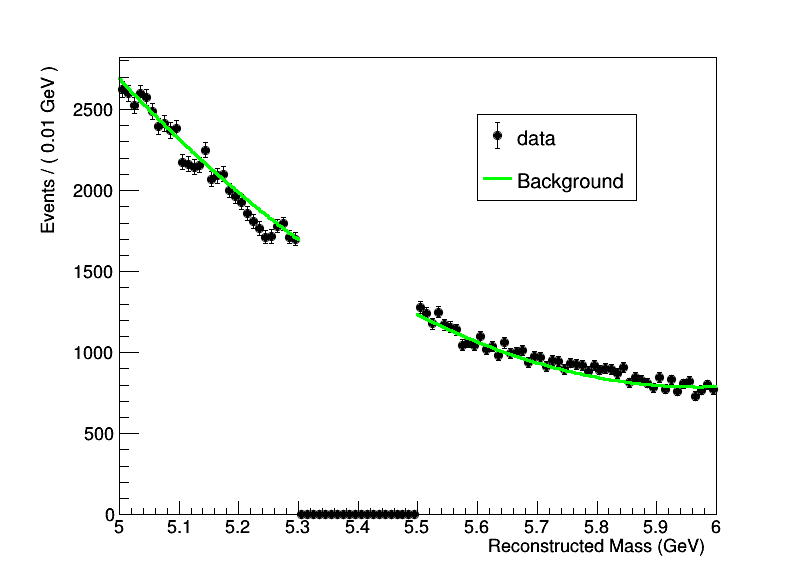 Events / ( 0.01 GeV )
2500
2000
1500
1000
500
0
data
Background
5 5.1 5.2 5.3 5.4 5.5 5.6 5.7 5.8 5.9 6
Reconstructed Mass (GeV)